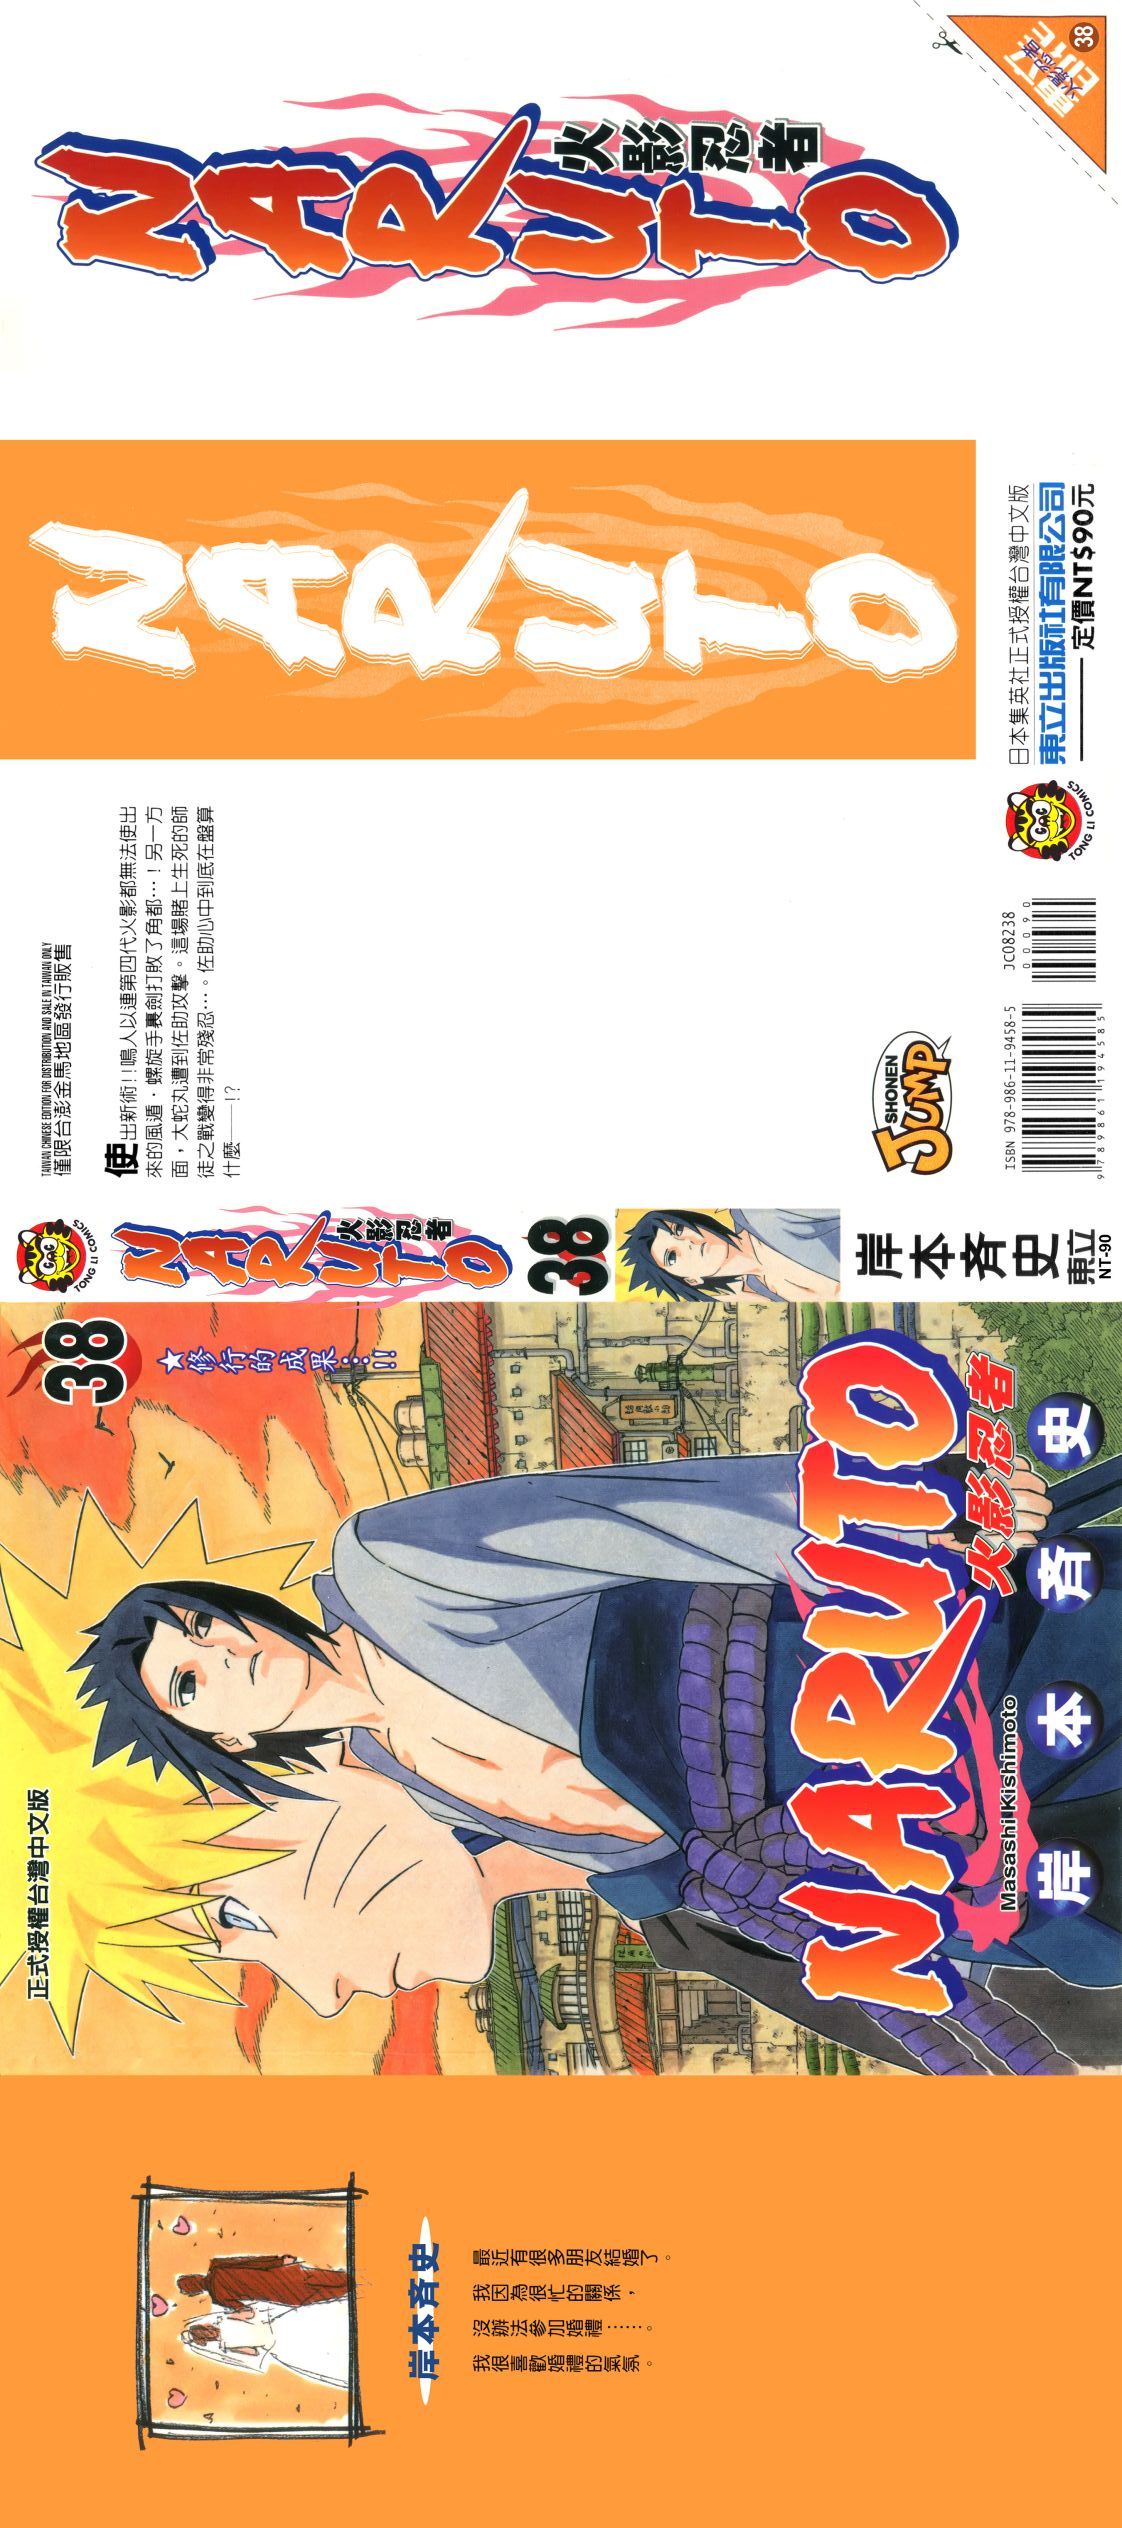 NARUTO
火影忍者
東立
火影忍者
38
NARUTO
日本集英社正式授權台灣中文版
東立出版社有限公司
定價NT$90元
TONG LI COMICS
TAIWAN CHINESE EDITION FOR DISTRIBUTION AND SALE IN TAIWAN ONLY
僅限台澎金馬地區發行販售
使出新術!!鳴人以連第四代火影都無法使出
來的風遁·螺旋手裏劍打敗了角都…!另一方
面，大蛇丸遭到佐助攻擊。這場賭上生死的師
徒之戰變得非常殘忍…。佐助心中到底在盤算
什麼——!?
SHONEN
JUMP
JC08238
00090
ISBN 978-986-11-9458-5
9789861194585
TONG LI COMICS
NARUTO
火影忍者
38
岸本斉史
東立
NT-90
38
★修行的成果…!!
正式授權台灣中文版
NARUTO
火影忍者
Masashi Kishimoto
岸本斉史
岸本斉史
最近有很多朋友結婚了。
我因為很忙的關係，
沒辦法參加婚禮……。
我很喜歡婚禮的氣氛。